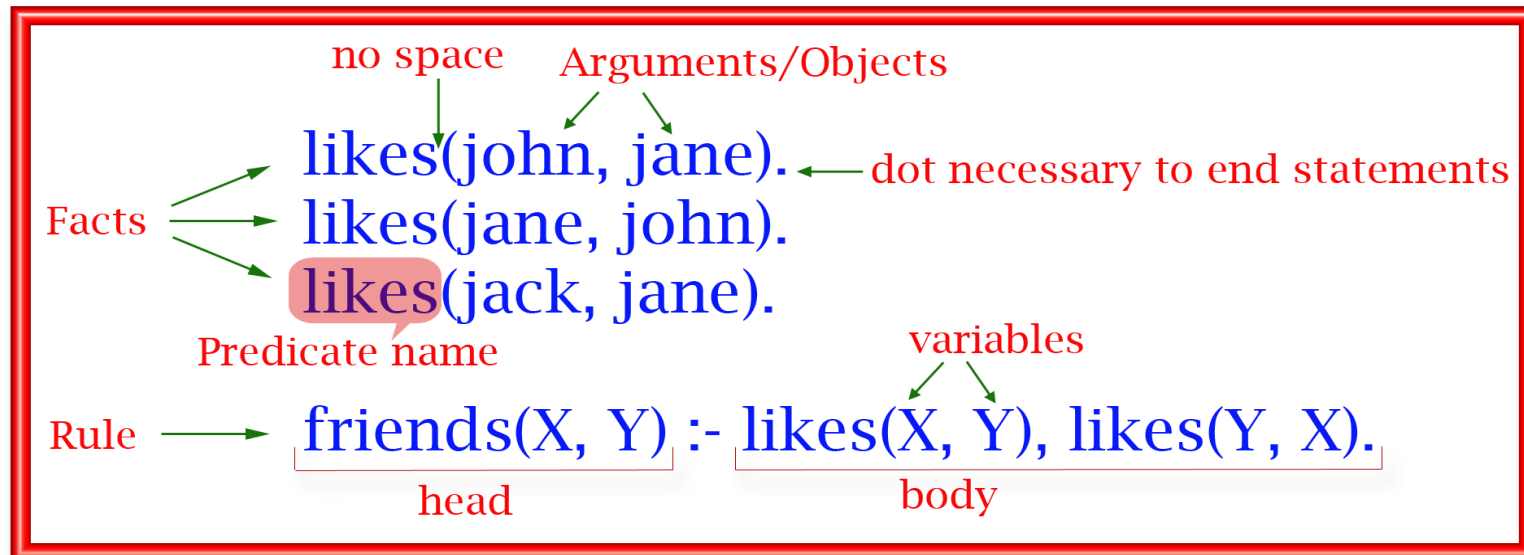 no space Arguments/Objects
likes(john, jane). dot necessary to end statements
Facts likes(jane, john).
likes(jack, jane).
Predicate name variables
Rule friends(X, Y) :- likes(X, Y), likes(Y, X).
head body